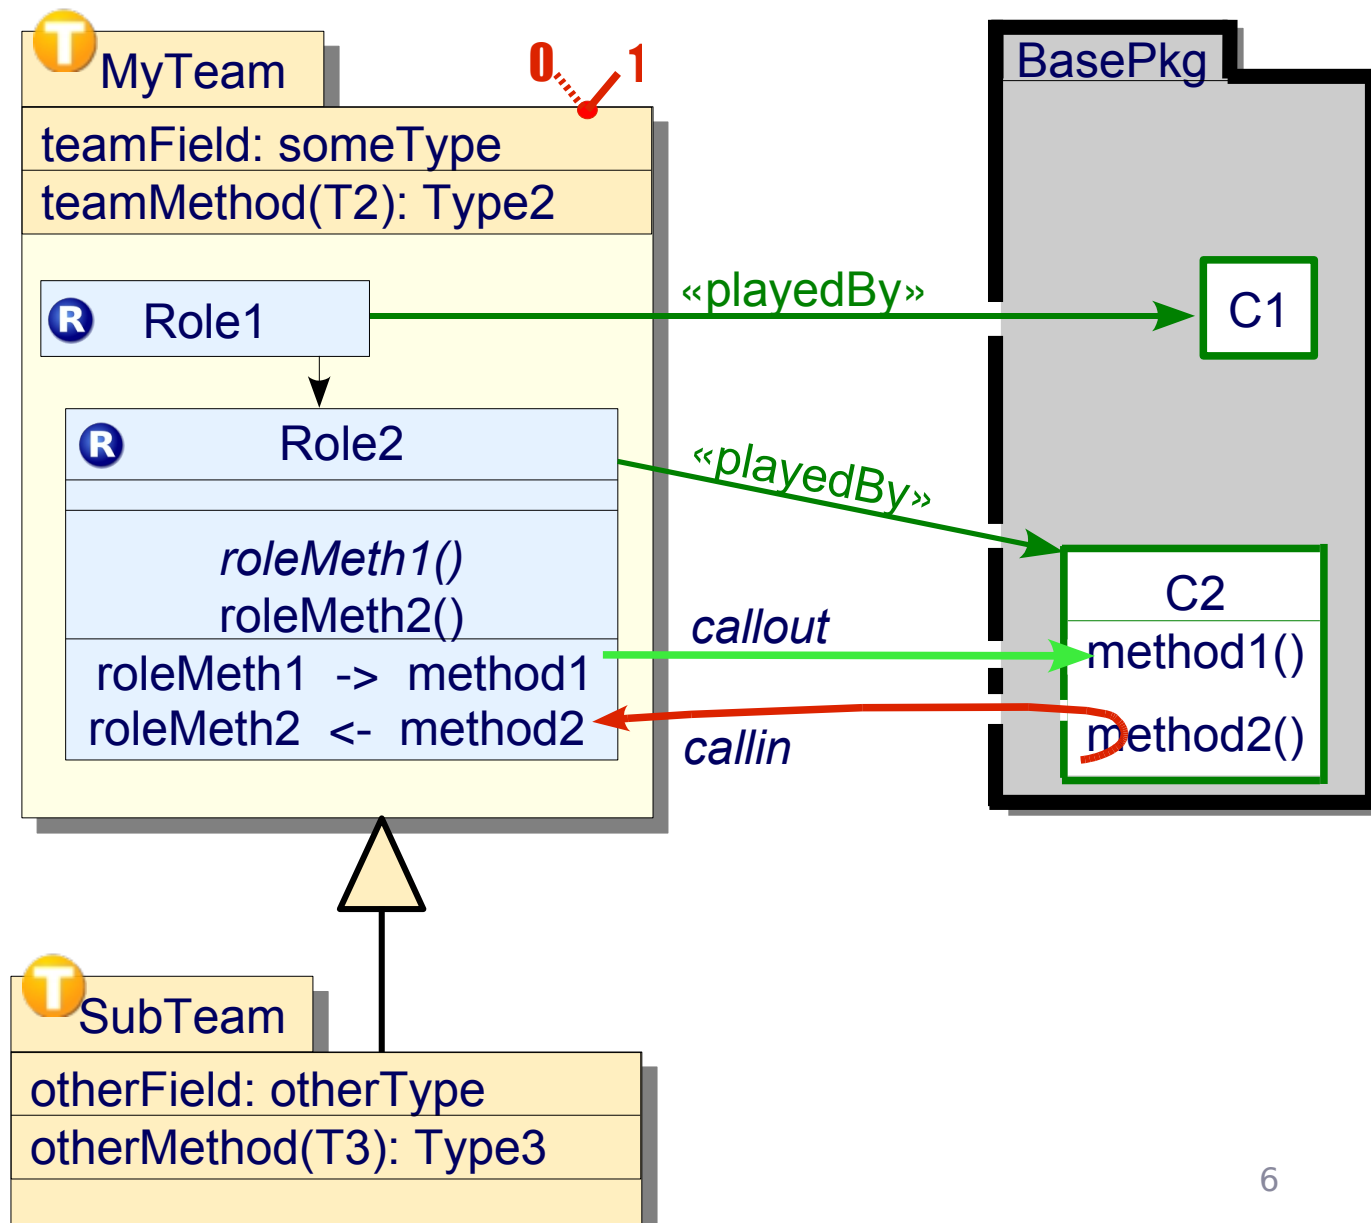 T
MyTeam
0 1
teamField: someType
teamMethod(T2): Type2
R Role1
R Role2
roleMeth1()
roleMeth2()
roleMeth1 -> method1
roleMeth2 <- method2
«playedBy»
«playedBy»
callout
callin
BasePkg
C1
C2
method1()
method2()
T
SubTeam
otherField: otherType
otherMethod(T3): Type3
6